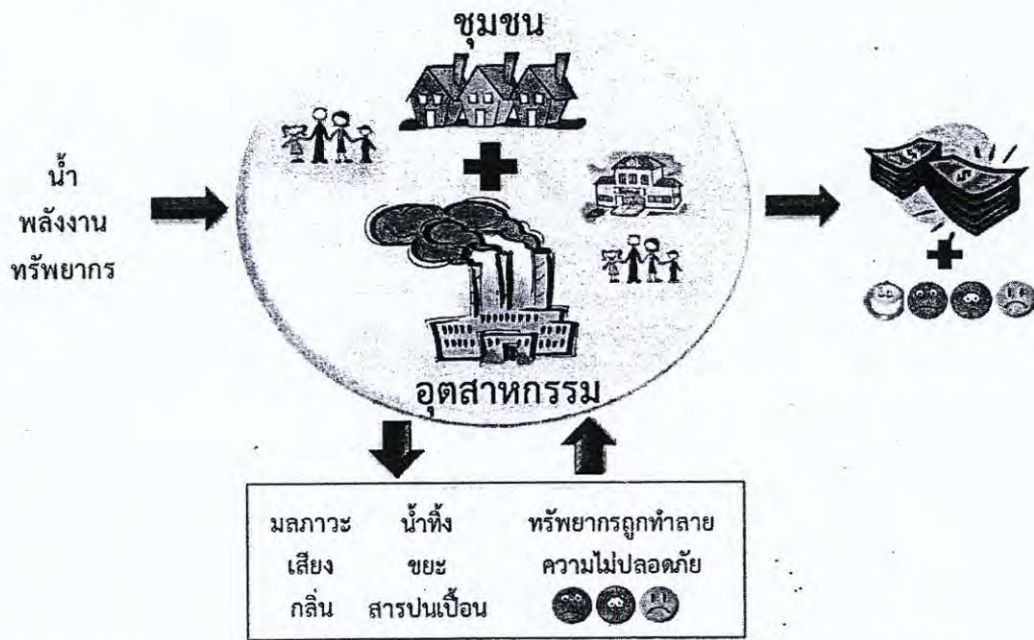 ชุมชน
น้ำ
พลังงาน
ทรัพยากร
อุตสาหกรรม
มลภาวะ น้ำทิ้ง ทรัพยากรถูกทำลาย
เสียง ขยะ ความไม่ปลอดภัย
กลิ่น สารปนเปื้อน